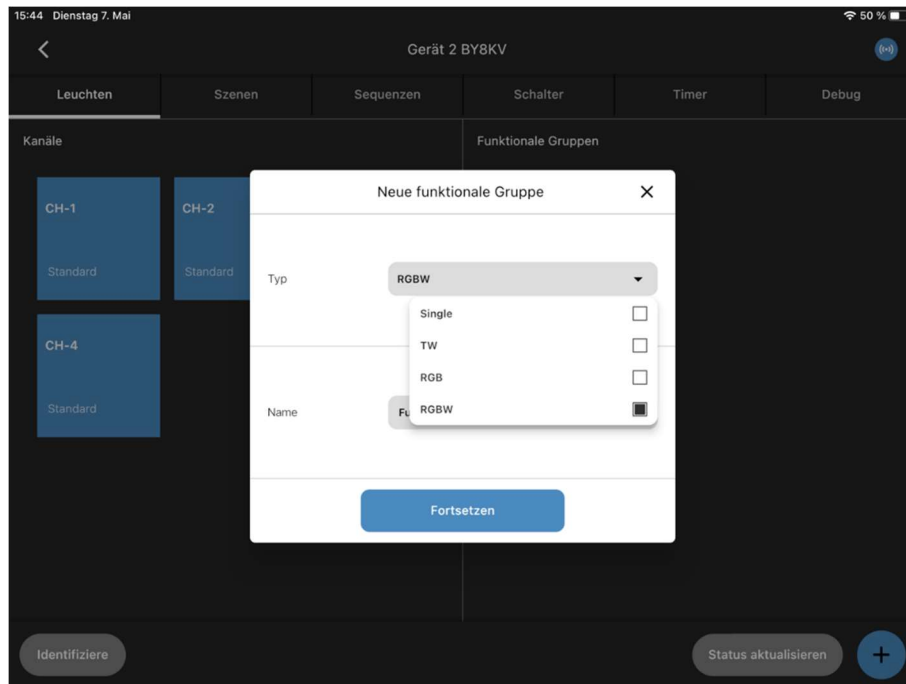 15:44 Dienstag 7. Mai
50 %
Gerät 2 BY8KV
Leuchten Szenen Sequenzen Schalter Timer Debug
Kanäle
Funktionale Gruppen
CH-1
Standard
CH-2
Standard
CH-4
Standard
Neue funktionale Gruppe
Typ
RGBW
Single
TW
RGB
RGBW
Name
Fortsetzen
Identifiziere
Status aktualisieren